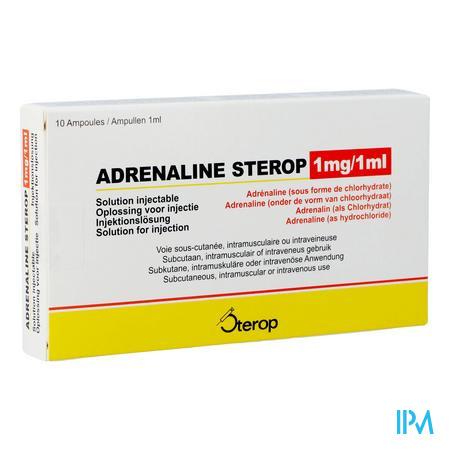 10 Ampoules / Ampullen 1ml
ADRENALINE STEROP 1mg/1ml
Solution injectable
Oplossing voor injectie
Injektionslösung
Solution for injection
Adrénaline (sous forme de chlorhydrate)
Adrenaline (onder de vorm van chlorhydraat)
Adrenalin (als Chlorhydrat)
Adrenaline (as hydrochloride)
Voie sous-cutanée, intramusculaire ou intraveineuse
Subcutaan, intramusculair of intraveneus gebruik
Subkutane, intramuskuläre oder intravenöse Anwendung
Subcutaneous, intramuscular or intravenous use
Sterop
ADRENALINE STEROP 1mg/1ml
Solution injectable Injektionslösung
Oplossing voor injectie Solution for injection
IPM